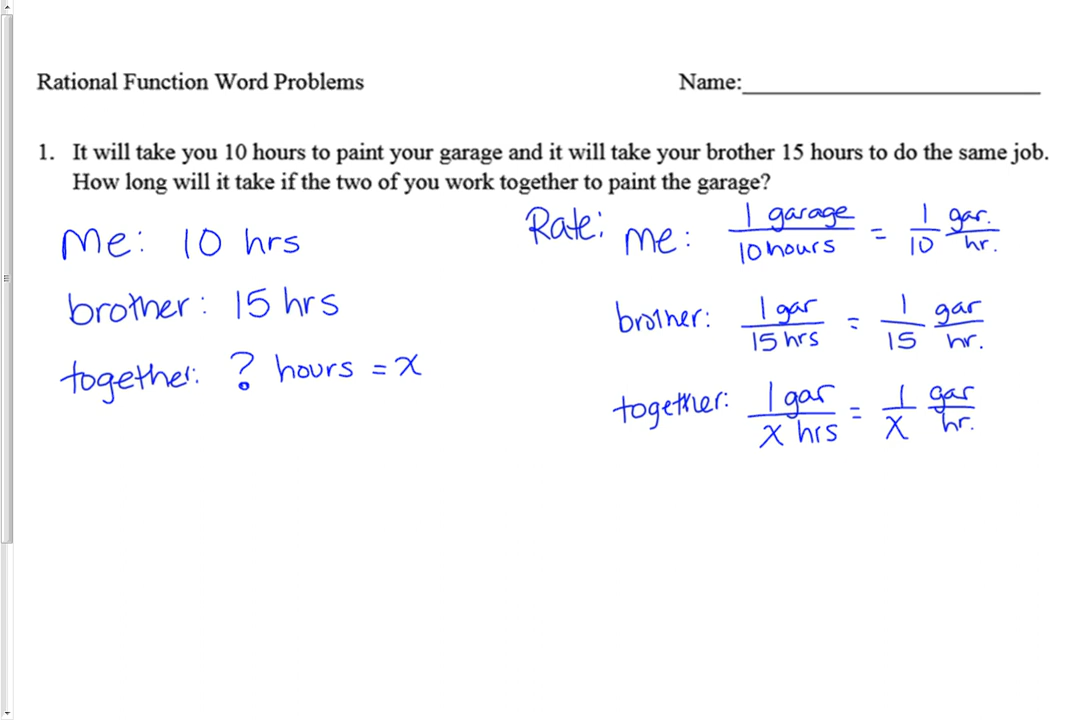 Rational Function Word Problems Name:
1. It will take you 10 hours to paint your garage and it will take your brother 15 hours to do the same job.
How long will it take if the two of you work together to paint the garage?
Me: 10 hrs
brother: 15 hrs
together: ? hours = x
Rate: me: 1 garage / 10 hours = 1/10 gar./hr.
brother: 1 gar / 15 hrs = 1/15 gar/hr.
together: 1 gar / x hrs = 1/x gar/hr.